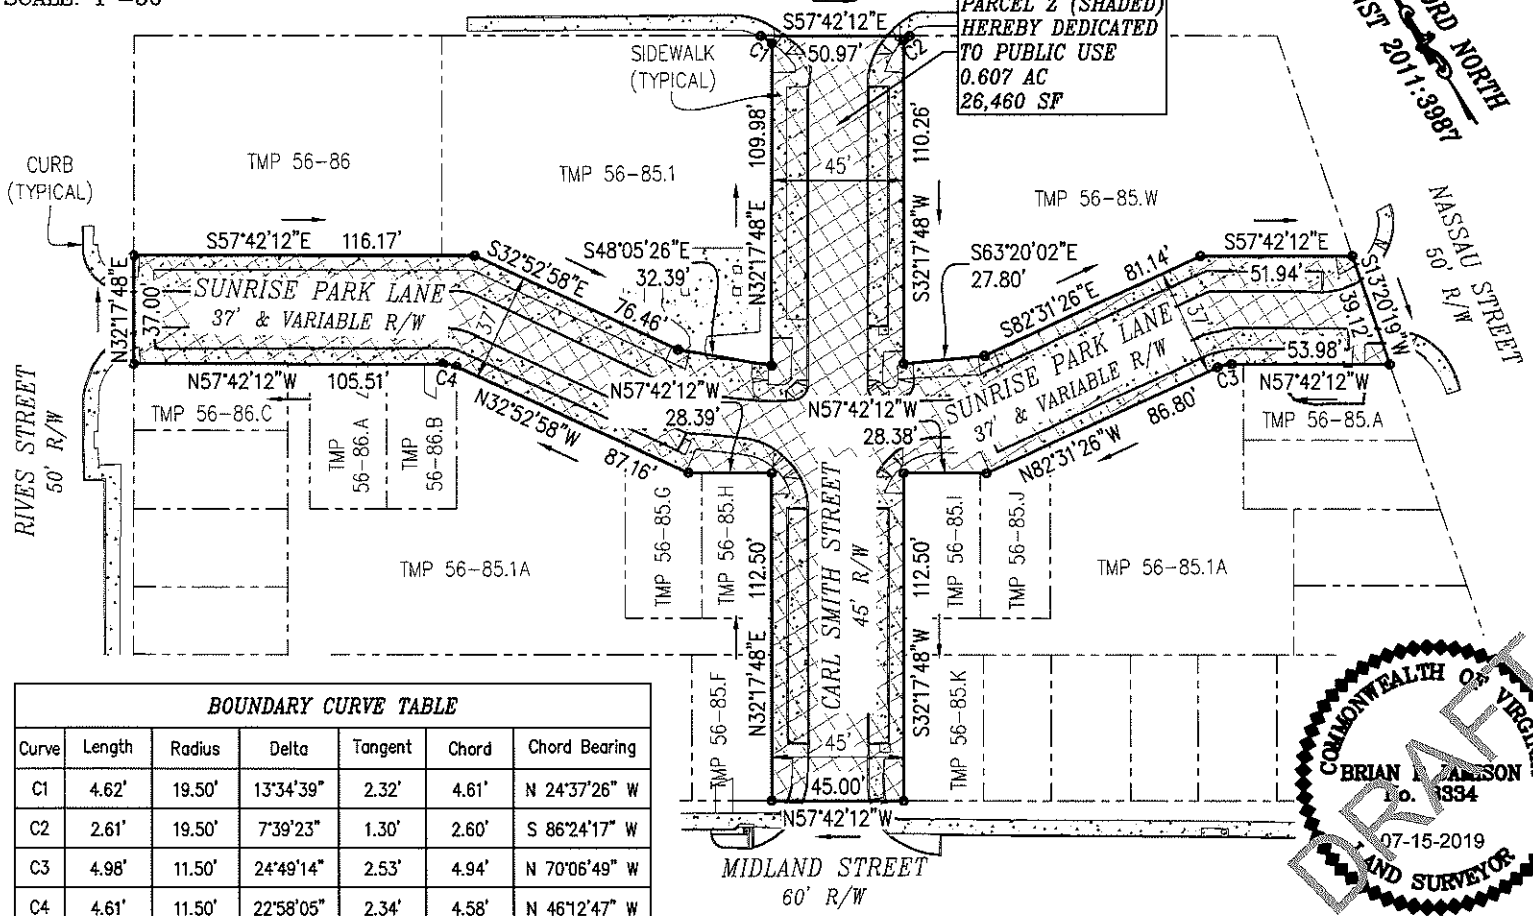 SCALE: 1"=50'
S57°42'12"E
50.97'
C1
C2
PARCEL Z (SHADED)
HEREBY DEDICATED
TO PUBLIC USE
0.607 AC
26,460 SF
INST 2011:3987
SIDEWALK
(TYPICAL)
CURB
(TYPICAL)
TMP 56-86
TMP 56-85.1
TMP 56-85.W
109.98'
N32°17'48"E
45'
110.26'
S32°17'48"W
NASSAU STREET
50' R/W
S57°42'12"E 116.17'
S32°52'58"E
76.46'
S48°05'26"E
32.39'
S63°20'02"E
27.80'
S82°31'26"E
81.14'
S57°42'12"E
51.94'
S13°20'19"W
39.12'
N32°17'48"E
37.00'
SUNRISE PARK LANE
37' & VARIABLE R/W
37'
SUNRISE PARK LANE
37' & VARIABLE R/W
37'
53.98'
N57°42'12"W
C3
N57°42'12"W 105.51'
C4
N32°52'58"W
87.16'
N57°42'12"W
28.39'
N57°42'12"W
28.38'
N82°31'26"W
86.80'
RIVES STREET
50' R/W
TMP 56-86.C
TMP
56-86.A
TMP
56-86.B
TMP 56-85.G
TMP 56-85.H
TMP 56-85.I
TMP 56-85.J
TMP 56-85.A
TMP 56-85.1A
TMP 56-85.1A
CARL SMITH STREET
45' R/W
N32°17'48"E
112.50'
S32°17'48"W
112.50'
TMP 56-85.F
TMP 56-85.K
45'
45.00'
N57°42'12"W
MIDLAND STREET
60' R/W
BOUNDARY CURVE TABLE
Curve Length Radius Delta Tangent Chord Chord Bearing
C1 4.62' 19.50' 13°34'39" 2.32' 4.61' N 24°37'26" W
C2 2.61' 19.50' 7°39'23" 1.30' 2.60' S 86°24'17" W
C3 4.98' 11.50' 24°49'14" 2.53' 4.94' N 70°06'49" W
C4 4.61' 11.50' 22°58'05" 2.34' 4.58' N 46°12'47" W
COMMONWEALTH OF VIRGINIA
BRIAN
07-15-2019
LAND SURVEYOR
DRAFT